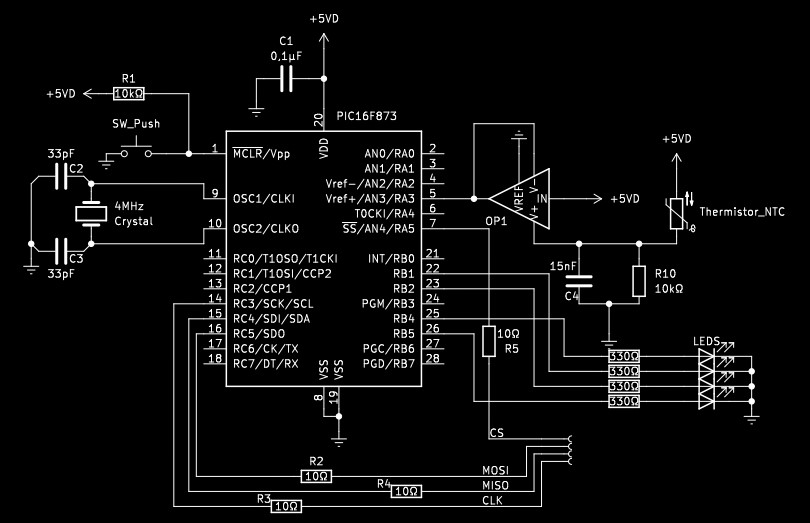 +5VD
C1
0,1µF
R1
+5VD
10kΩ
PIC16F873
SW_Push
20
VDD
1
MCLR/Vpp
AN0/RA0
2
AN1/RA1
3
Vref-/AN2/RA2
4
9
OSC1/CLKI
Vref+/AN3/RA3
5
T0CKI/RA4
6
10
OSC2/CLKO
SS/AN4/RA5
7
33pF
C2
4MHz
Crystal
C3
33pF
11
RC0/T1OSO/T1CKI
INT/RB0
21
12
RC1/T1OSI/CCP2
RB1
22
13
RC2/CCP1
RB2
23
14
RC3/SCK/SCL
PGM/RB3
24
15
RC4/SDI/SDA
RB4
25
16
RC5/SDO
RB5
26
17
RC6/CK/TX
PGC/RB6
27
18
RC7/DT/RX
PGD/RB7
28
VSS
VSS
8
19
VREF
V-
IN
V+
OP1
+5VD
+5VD
Thermistor_NTC
-θ
15nF
C4
R10
10kΩ
10Ω
R5
LEDS
330Ω
330Ω
330Ω
330Ω
CS
R2
10Ω
MOSI
R4
10Ω
MISO
R3
10Ω
CLK